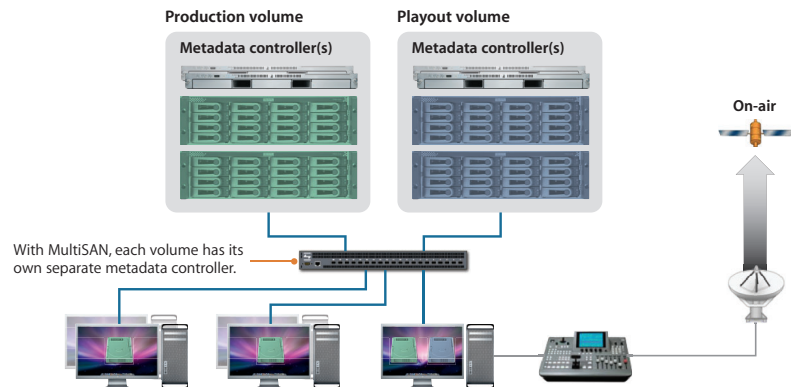 Production volume
Playout volume
Metadata controller(s)
Metadata controller(s)
On-air
With MultiSAN, each volume has its
own separate metadata controller.